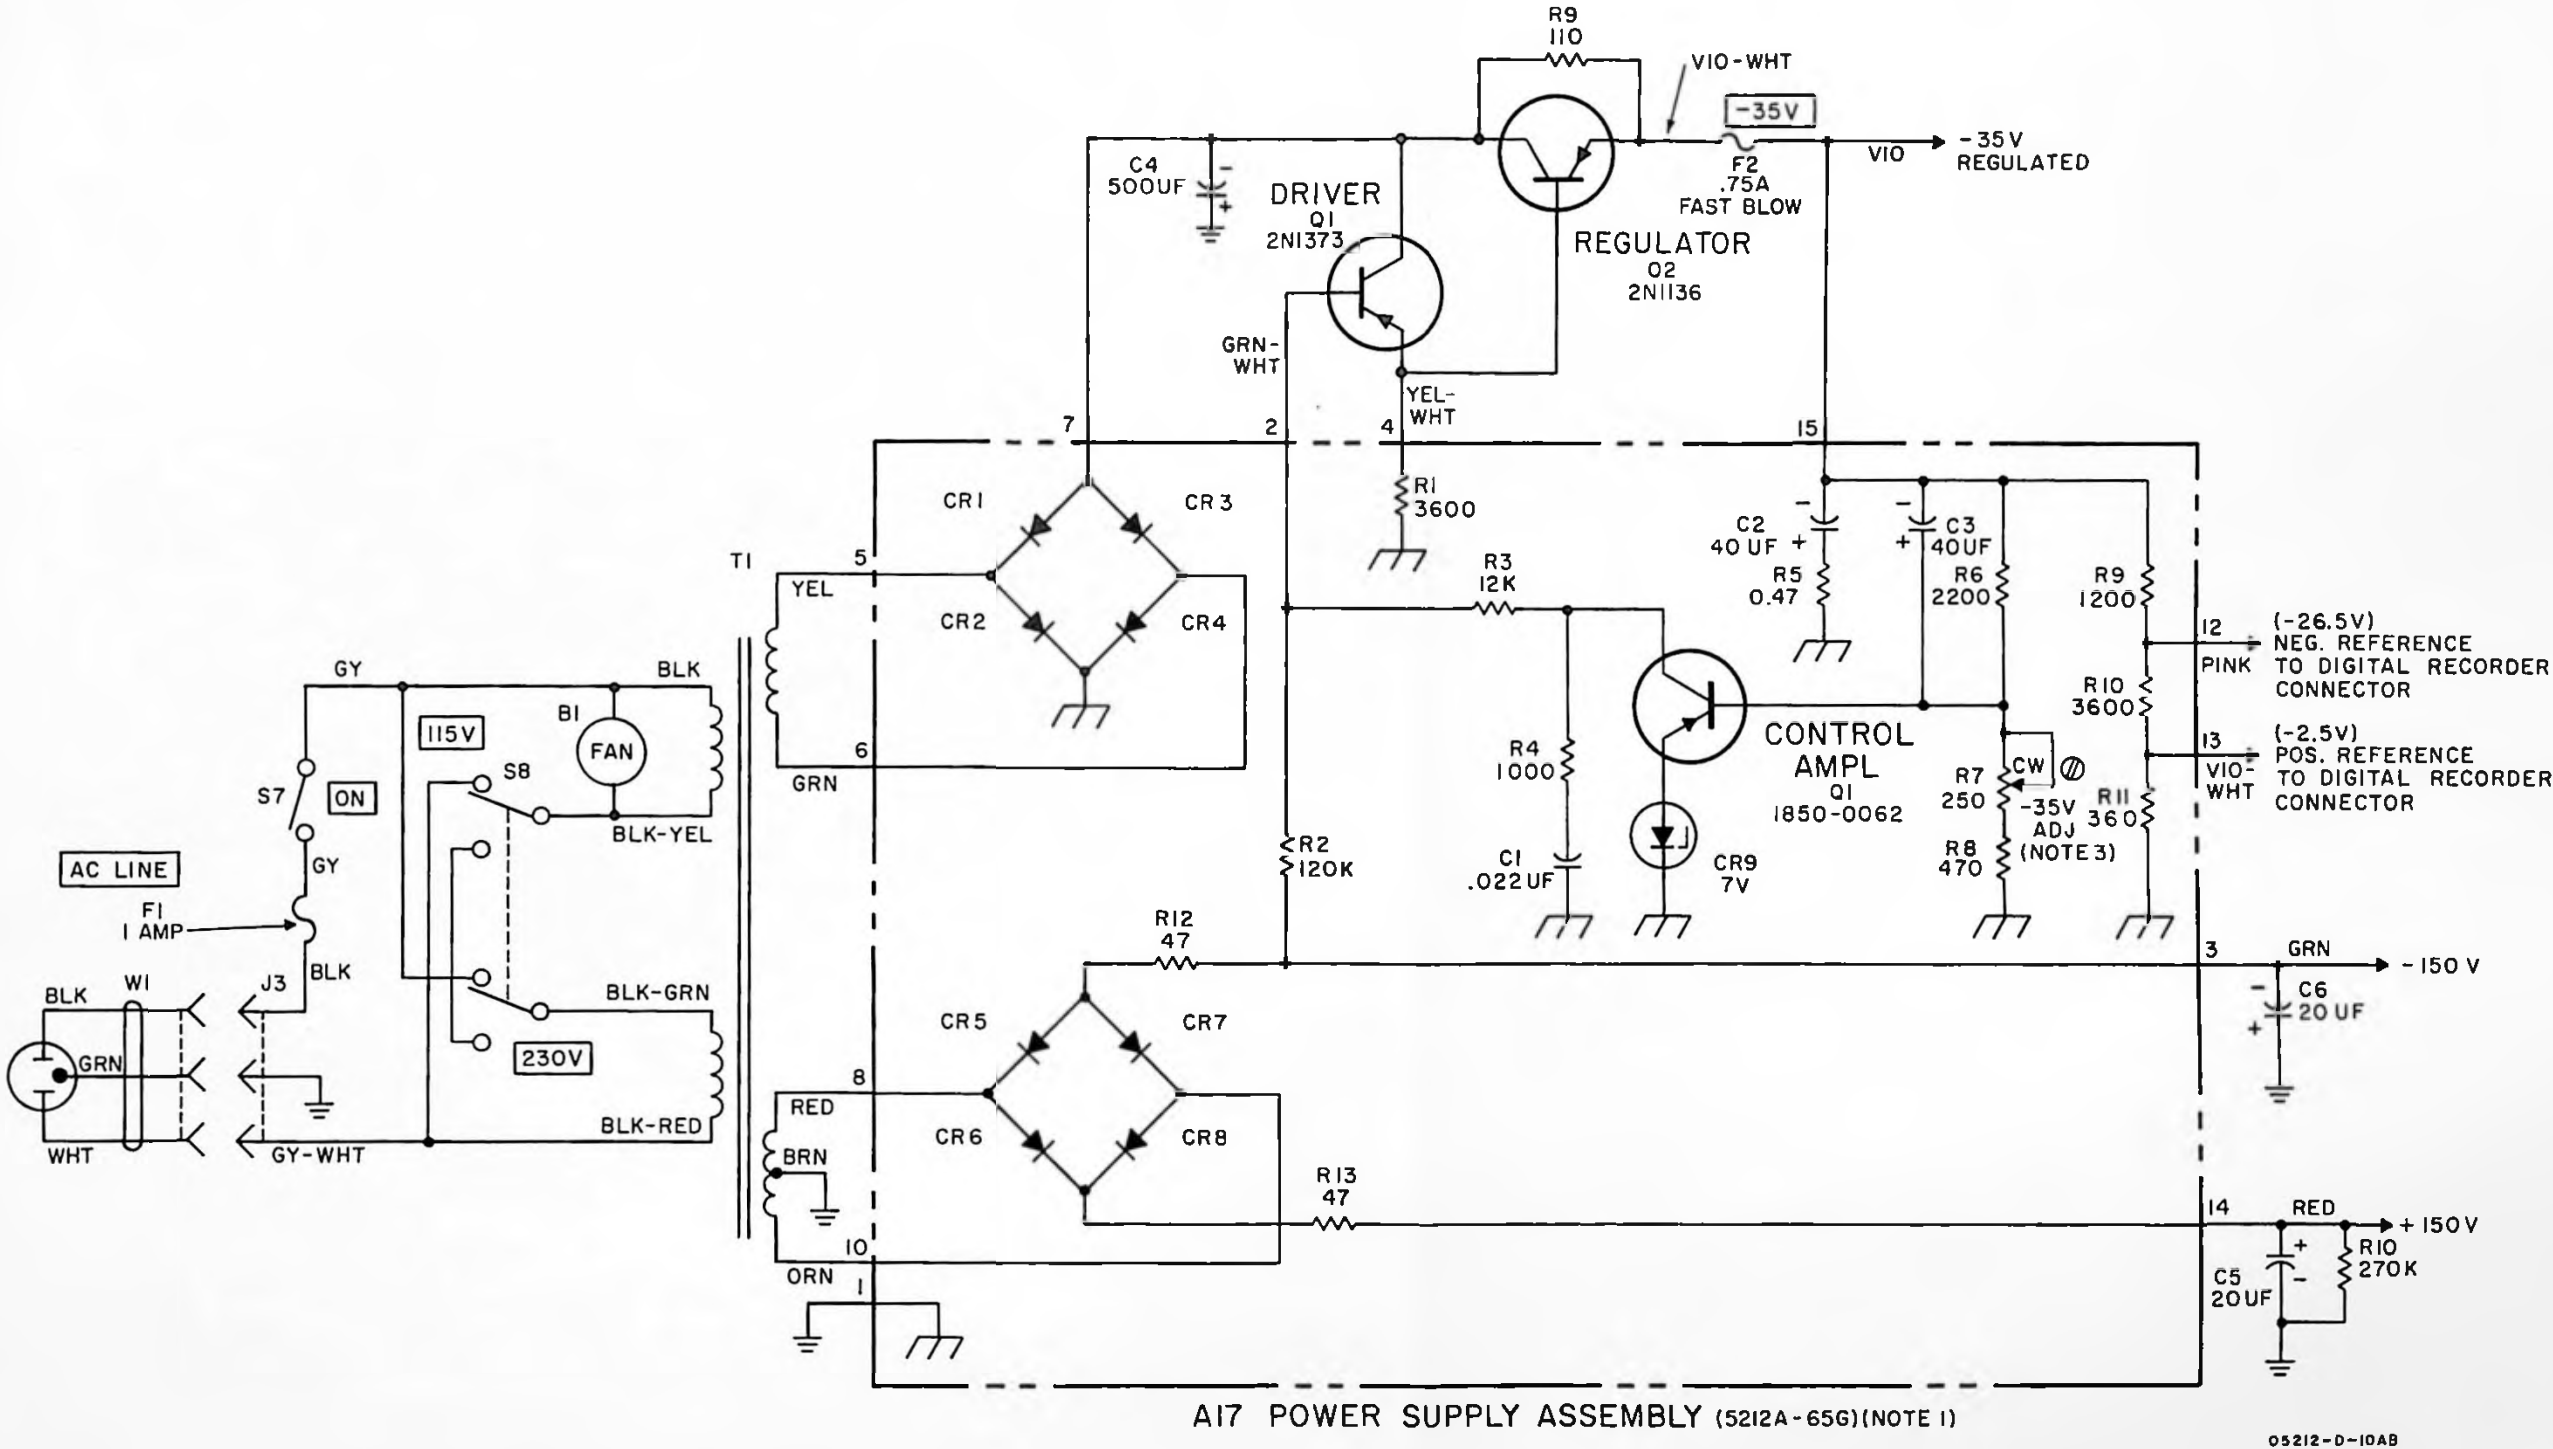 R9
110
VIO-WHT
-35V
F2
.75A
FAST BLOW
VIO
-35V
REGULATED
C4
500UF
-
+
DRIVER
Q1
2N1373
REGULATOR
Q2
2N1136
GRN-
WHT
YEL-
WHT
7
2
4
15
CR1
CR3
CR2
CR4
R1
3600
-
C2
40UF
+
R5
0.47
-
C3
40UF
+
R6
2200
R9
1200
12
PINK
(-26.5V)
NEG. REFERENCE
TO DIGITAL RECORDER
CONNECTOR
R10
3600
13
VIO-
WHT
(-2.5V)
POS. REFERENCE
TO DIGITAL RECORDER
CONNECTOR
R11
360
T1
5
YEL
6
GRN
R3
12K
R4
1000
C1
.022UF
CONTROL
AMPL
Q1
1850-0062
CR9
7V
R7
250
CW
-35V
ADJ
(NOTE 3)
R8
470
R2
120K
GY
BLK
115V
B1
FAN
S7
ON
S8
BLK-YEL
GY
AC LINE
F1
1 AMP
BLK
BLK
W1
J3
GRN
WHT
GY-WHT
BLK-GRN
230V
BLK-RED
R12
47
3
GRN
-150V
-
C6
20UF
+
CR5
CR7
CR6
CR8
8
RED
BRN
10
ORN
1
R13
47
14
RED
+150V
+
-
C5
20UF
R10
270K
A17 POWER SUPPLY ASSEMBLY (5212A-65G)(NOTE 1)
05212-D-10AB